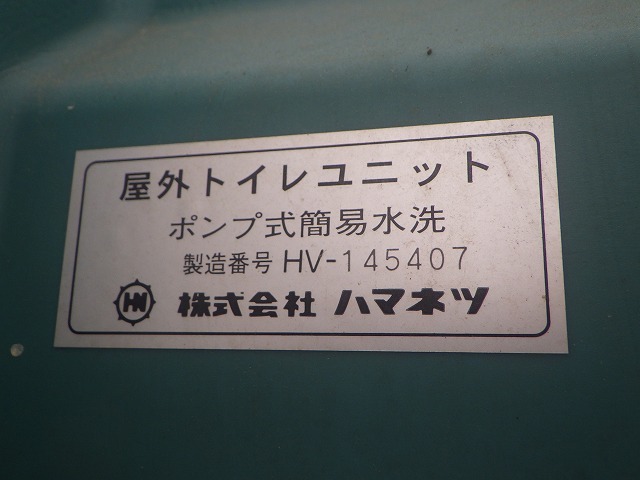 屋外トイレユニット
ポンプ式簡易水洗
製造番号 HV-145407
HN 株式会社 ハマネツ